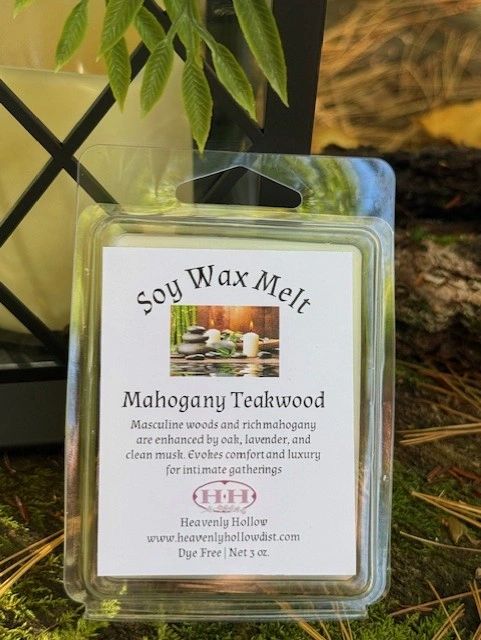 Soy Wax Melt
Mahogany Teakwood
Masculine woods and rich mahogany
are enhanced by oak, lavender, and
clean musk. Evokes comfort and luxury
for intimate gatherings
H·H
Heavenly Hollow
www.heavenlyhollowdist.com
Dye Free | Net 3 oz.